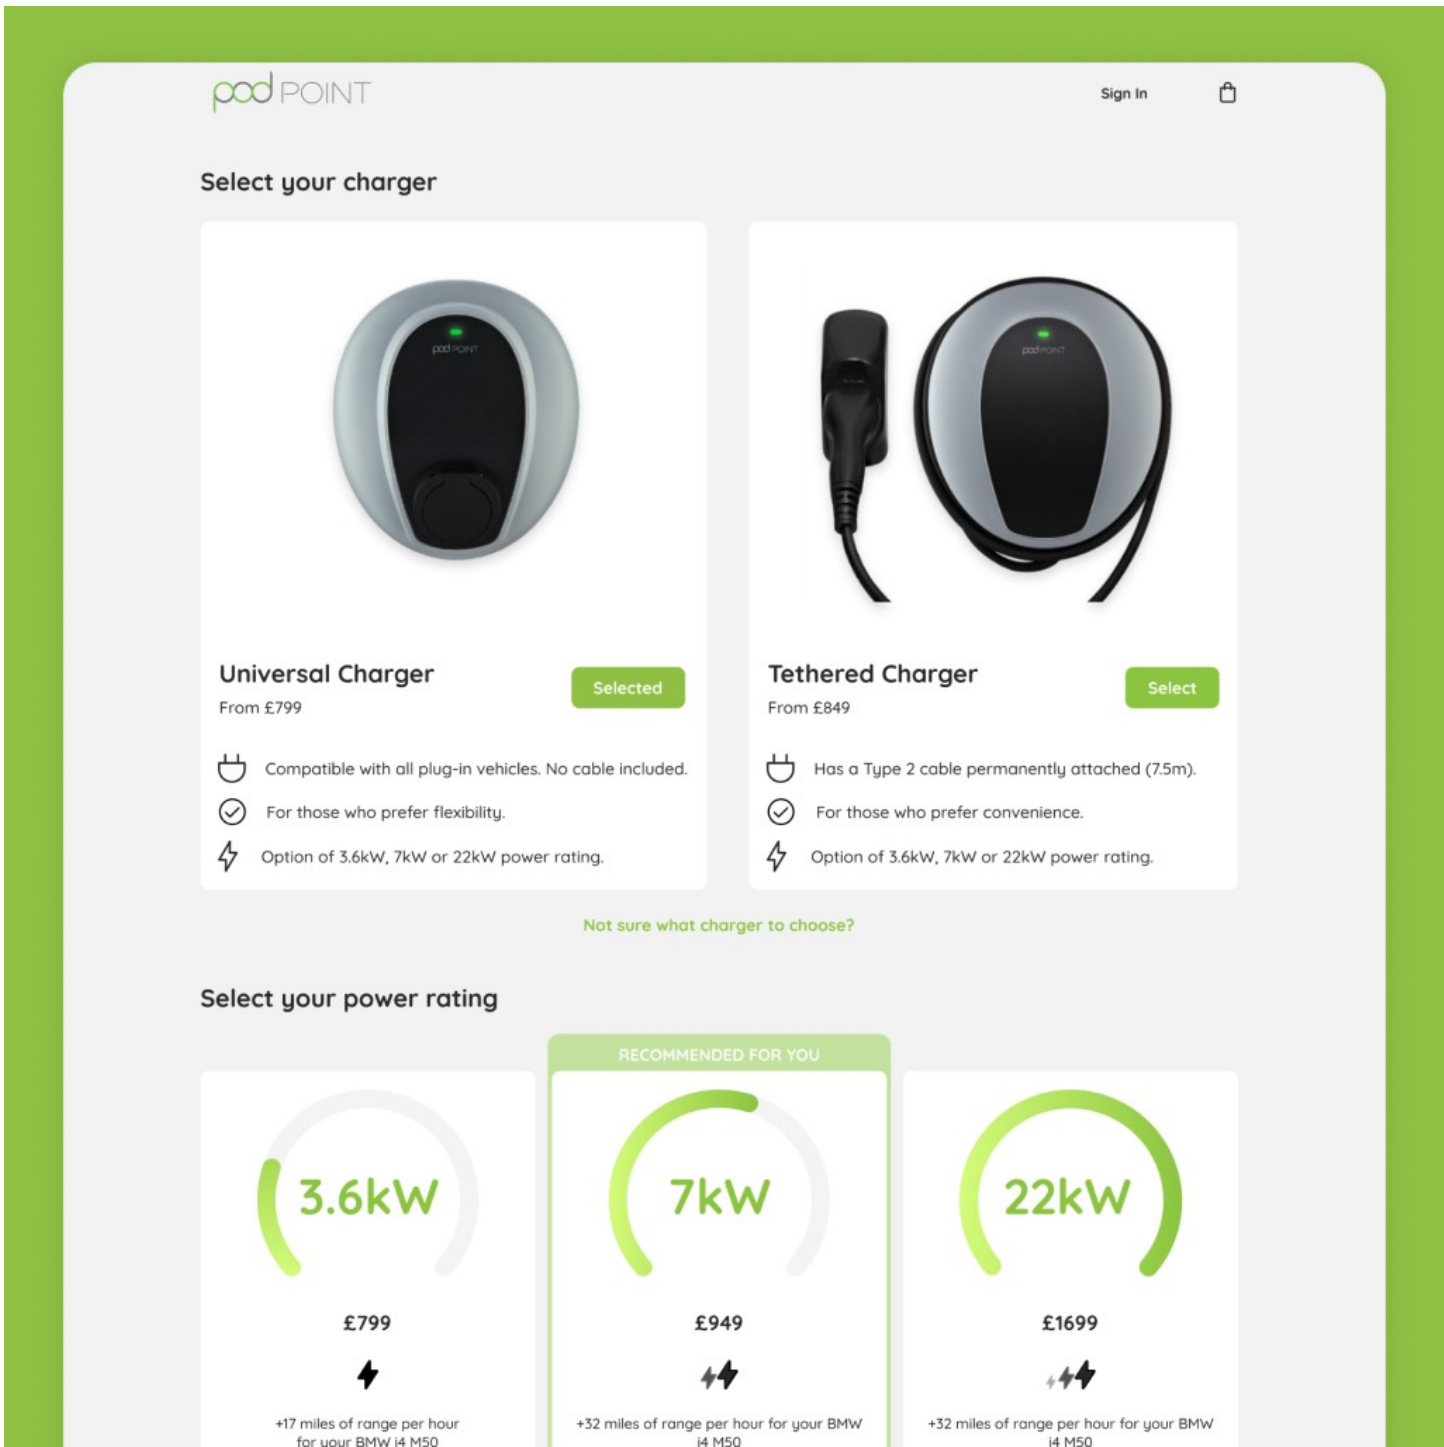 pod POINT
Sign In
Select your charger
pod POINT
pod POINT
Universal Charger
From £799
Selected
Compatible with all plug-in vehicles. No cable included.
For those who prefer flexibility.
Option of 3.6kW, 7kW or 22kW power rating.
Tethered Charger
From £849
Select
Has a Type 2 cable permanently attached (7.5m).
For those who prefer convenience.
Option of 3.6kW, 7kW or 22kW power rating.
Not sure what charger to choose?
Select your power rating
RECOMMENDED FOR YOU
3.6kW
£799
+17 miles of range per hour
for your BMW i4 M50
7kW
£949
+32 miles of range per hour for your BMW
i4 M50
22kW
£1699
+32 miles of range per hour for your BMW
i4 M50